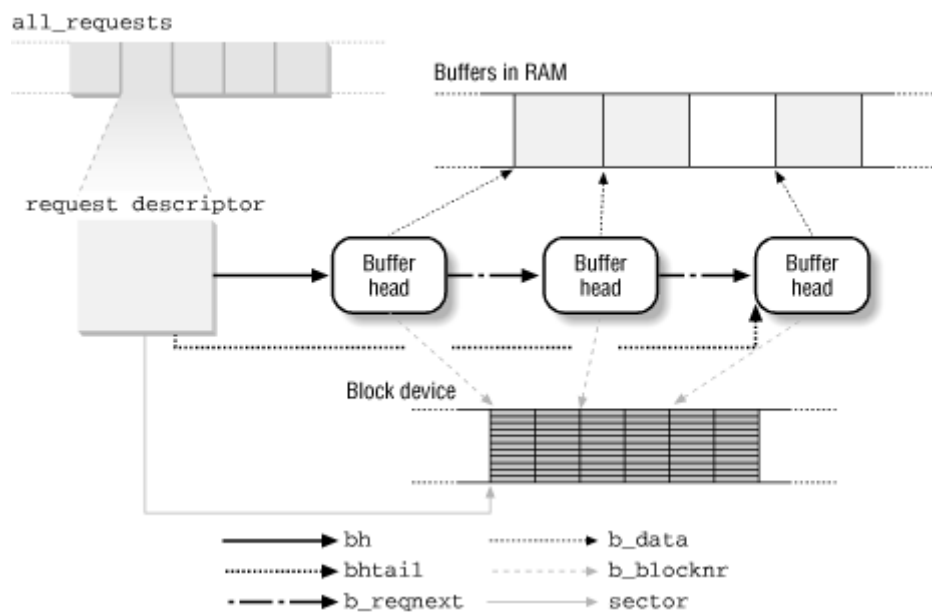 all_requests
Buffers in RAM
request descriptor
Buffer
head
Buffer
head
Buffer
head
Block device
bh
b_data
bhtail
b_blocknr
b_reqnext
sector